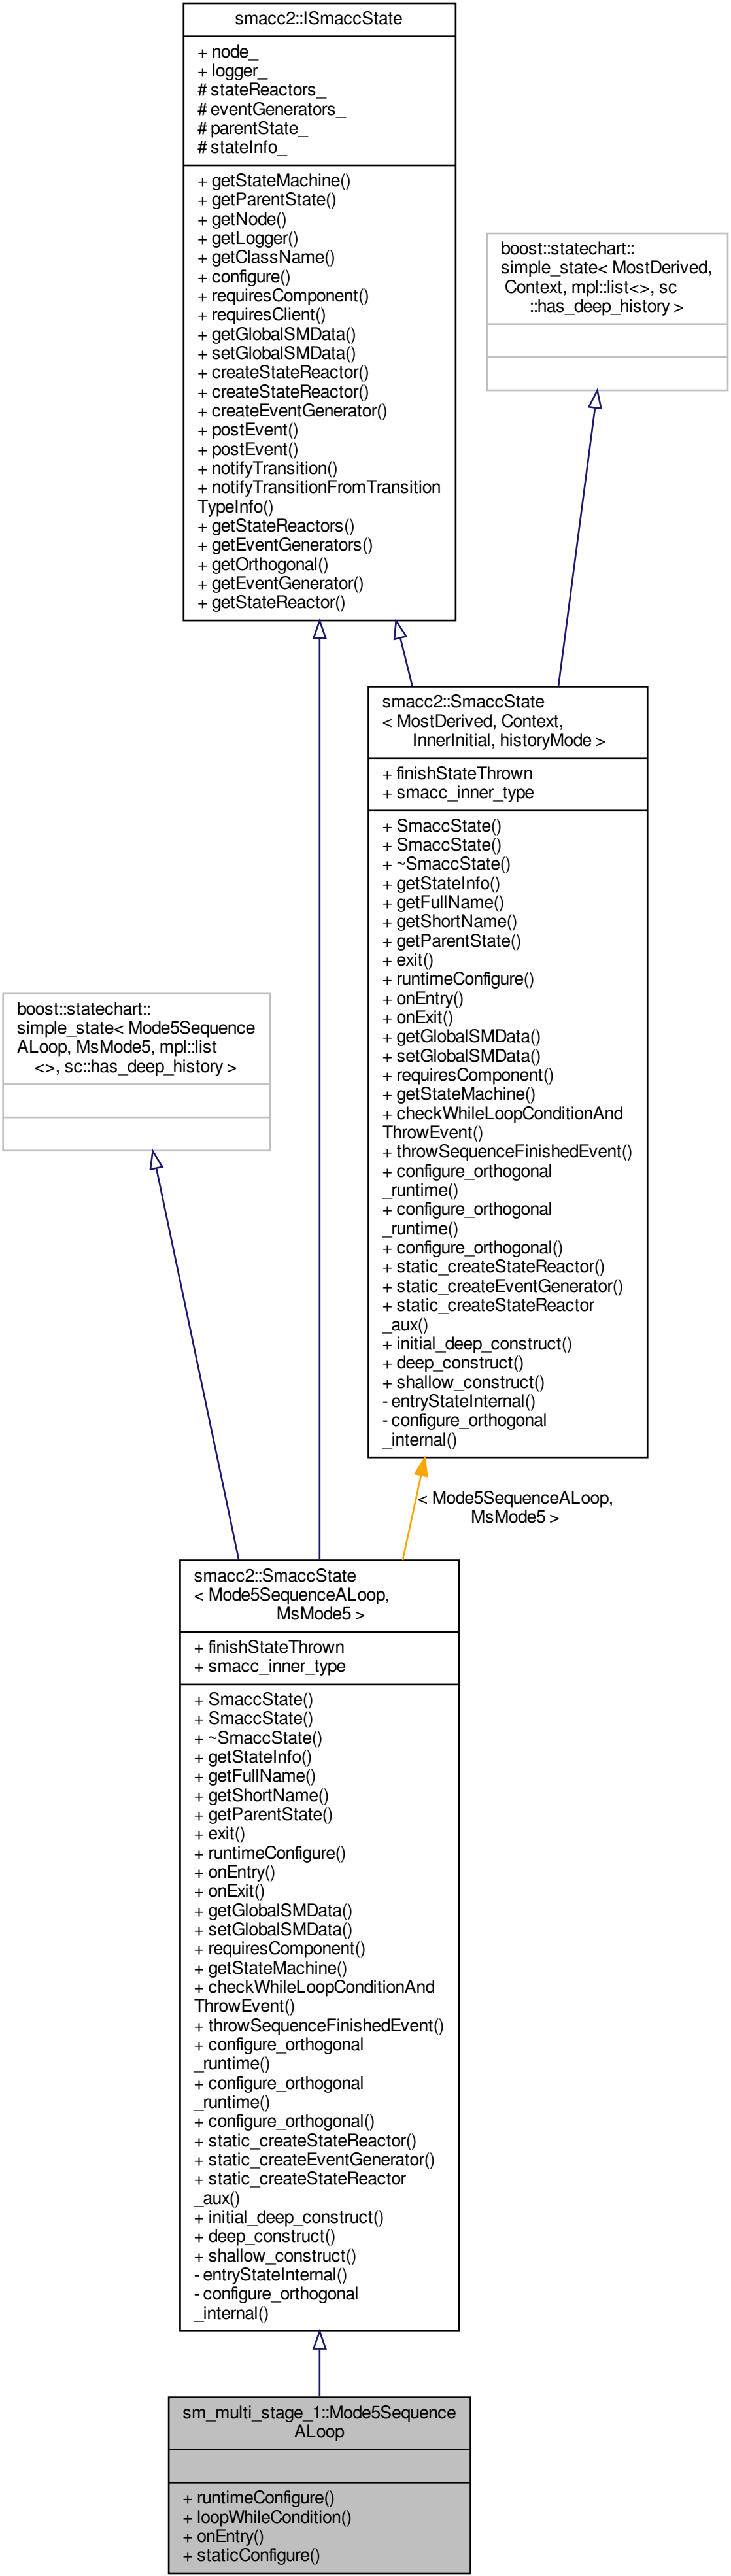 smacc2::ISmaccState
+ node_
+ logger_
# stateReactors_
# eventGenerators_
# parentState_
# stateInfo_
+ getStateMachine()
+ getParentState()
+ getNode()
+ getLogger()
+ getClassName()
+ configure()
+ requiresComponent()
+ requiresClient()
+ getGlobalSMData()
+ setGlobalSMData()
+ createStateReactor()
+ createStateReactor()
+ createEventGenerator()
+ postEvent()
+ postEvent()
+ notifyTransition()
+ notifyTransitionFromTransition
TypeInfo()
+ getStateReactors()
+ getEventGenerators()
+ getOrthogonal()
+ getEventGenerator()
+ getStateReactor()
boost::statechart::
simple_state< MostDerived,
Context, mpl::list<>, sc
::has_deep_history >
smacc2::SmaccState
< MostDerived, Context,
InnerInitial, historyMode >
+ finishStateThrown
+ smacc_inner_type
+ SmaccState()
+ SmaccState()
+ ~SmaccState()
+ getStateInfo()
+ getFullName()
+ getShortName()
+ getParentState()
+ exit()
+ runtimeConfigure()
+ onEntry()
+ onExit()
+ getGlobalSMData()
+ setGlobalSMData()
+ requiresComponent()
+ getStateMachine()
+ checkWhileLoopConditionAnd
ThrowEvent()
+ throwSequenceFinishedEvent()
+ configure_orthogonal
_runtime()
+ configure_orthogonal
_runtime()
+ configure_orthogonal()
+ static_createStateReactor()
+ static_createEventGenerator()
+ static_createStateReactor
_aux()
+ initial_deep_construct()
+ deep_construct()
+ shallow_construct()
- entryStateInternal()
- configure_orthogonal
_internal()
boost::statechart::
simple_state< Mode5Sequence
ALoop, MsMode5, mpl::list
<>, sc::has_deep_history >
< Mode5SequenceALoop,
MsMode5 >
smacc2::SmaccState
< Mode5SequenceALoop,
MsMode5 >
+ finishStateThrown
+ smacc_inner_type
+ SmaccState()
+ SmaccState()
+ ~SmaccState()
+ getStateInfo()
+ getFullName()
+ getShortName()
+ getParentState()
+ exit()
+ runtimeConfigure()
+ onEntry()
+ onExit()
+ getGlobalSMData()
+ setGlobalSMData()
+ requiresComponent()
+ getStateMachine()
+ checkWhileLoopConditionAnd
ThrowEvent()
+ throwSequenceFinishedEvent()
+ configure_orthogonal
_runtime()
+ configure_orthogonal
_runtime()
+ configure_orthogonal()
+ static_createStateReactor()
+ static_createEventGenerator()
+ static_createStateReactor
_aux()
+ initial_deep_construct()
+ deep_construct()
+ shallow_construct()
- entryStateInternal()
- configure_orthogonal
_internal()
sm_multi_stage_1::Mode5Sequence
ALoop
+ runtimeConfigure()
+ loopWhileCondition()
+ onEntry()
+ staticConfigure()